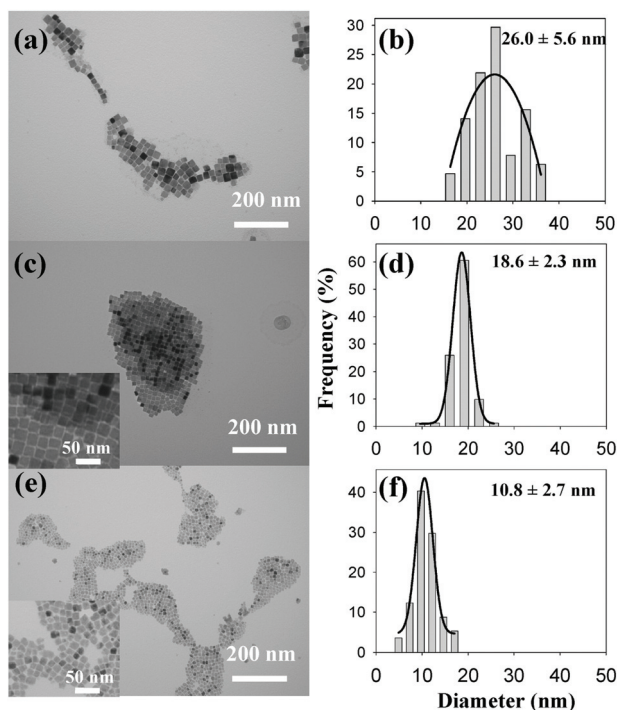 (a)
200 nm
(b)
26.0 ± 5.6 nm
30
25
20
15
10
5
0
0 10 20 30 40 50
(c)
50 nm
200 nm
(d)
18.6 ± 2.3 nm
60
50
40
30
20
10
0
0 10 20 30 40 50
Frequency (%)
(e)
50 nm
200 nm
(f)
10.8 ± 2.7 nm
40
30
20
10
0
0 10 20 30 40 50
Diameter (nm)